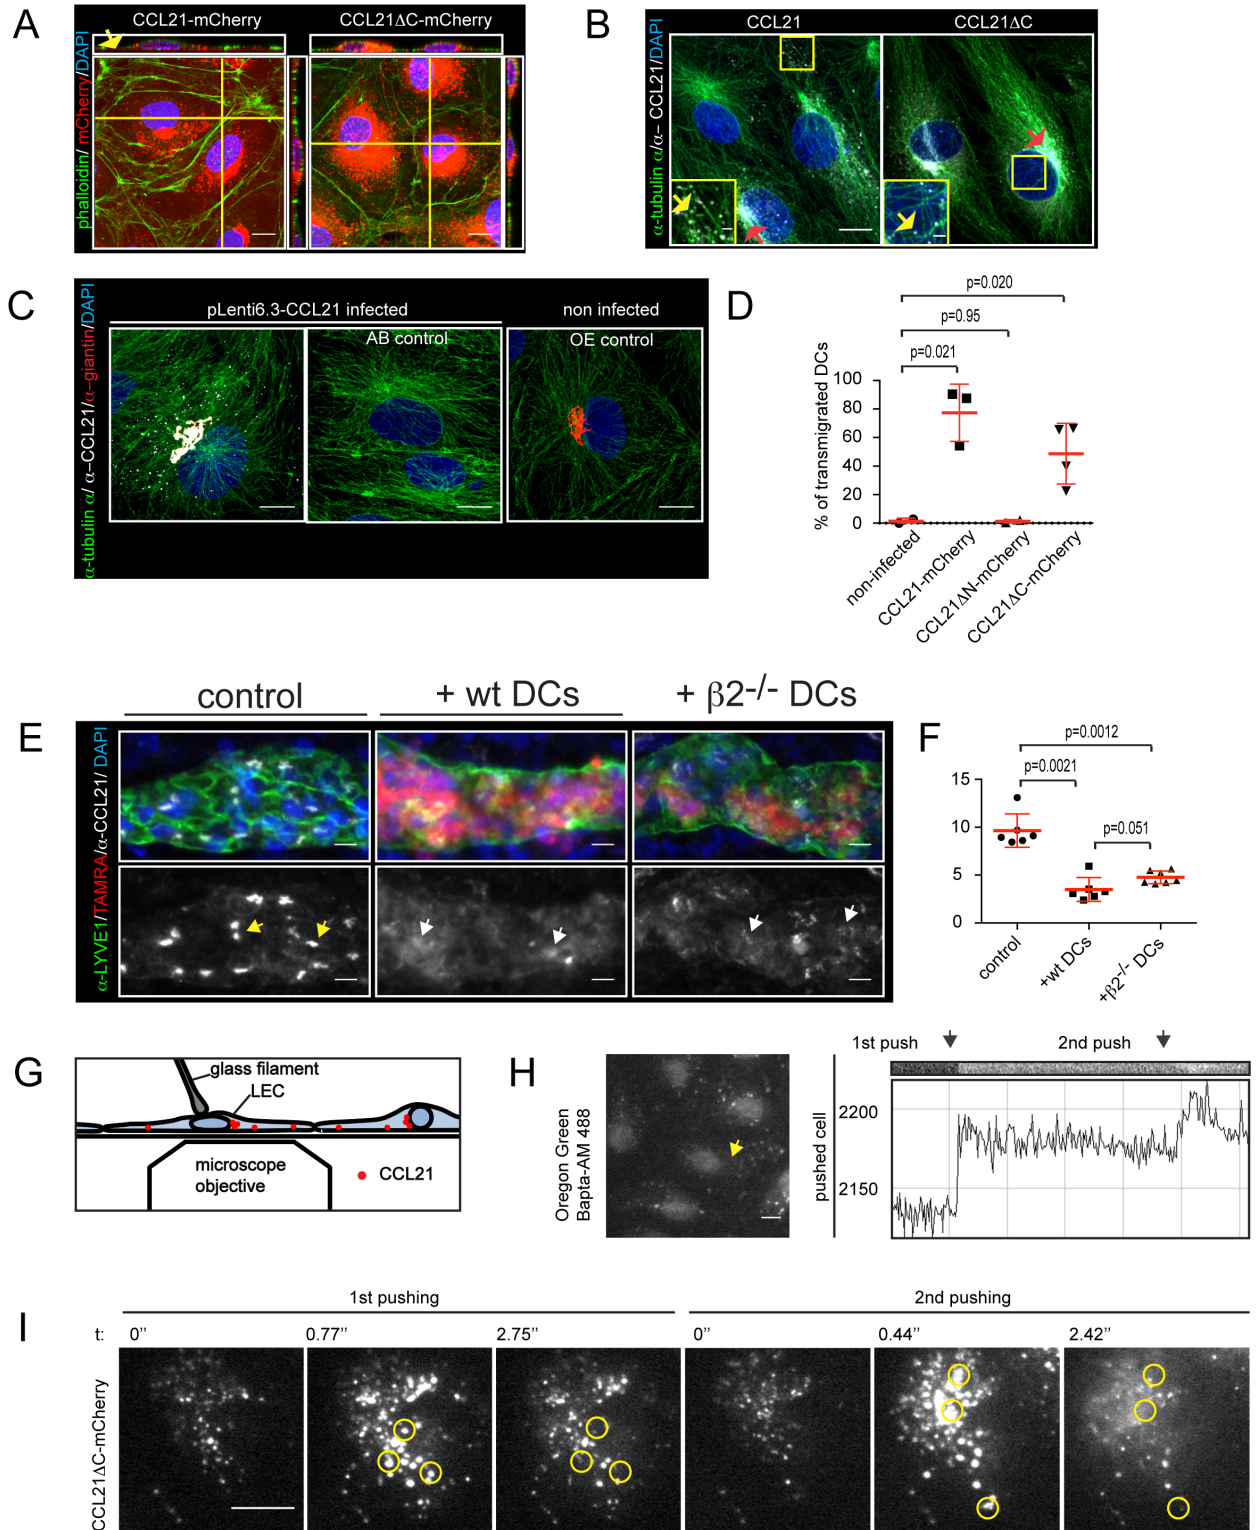 A
CCL21-mCherry
CCL21ΔC-mCherry
phalloidin/ mCherry/DAPI
B
CCL21
CCL21ΔC
α-tubulin α/α– CCL21/DAPI
C
pLenti6.3-CCL21 infected
non infected
AB control
OE control
α-tubulin α/ α–CCL21/α–giantin/DAPI
D
p=0.020
p=0.95
p=0.021
% of transmigrated DCs
100
80
60
40
20
0
non-infected
CCL21-mCherry
CCL21ΔN-mCherry
CCL21ΔC-mCherry
E
control
+ wt DCs
+ β2-/- DCs
α-LYVE1/TAMRA/α-CCL21/ DAPI
F
p=0.0012
p=0.0021
p=0.051
15
10
5
0
control
+wt DCs
+β2-/- DCs
G
glass filament
LEC
microscope
objective
CCL21
H
Oregon Green
Bapta-AM 488
1st push
2nd push
pushed cell
2200
2150
I
1st pushing
2nd pushing
t:
0’’
0.77’’
2.75’’
0’’
0.44’’
2.42’’
CCL21ΔC-mCherry